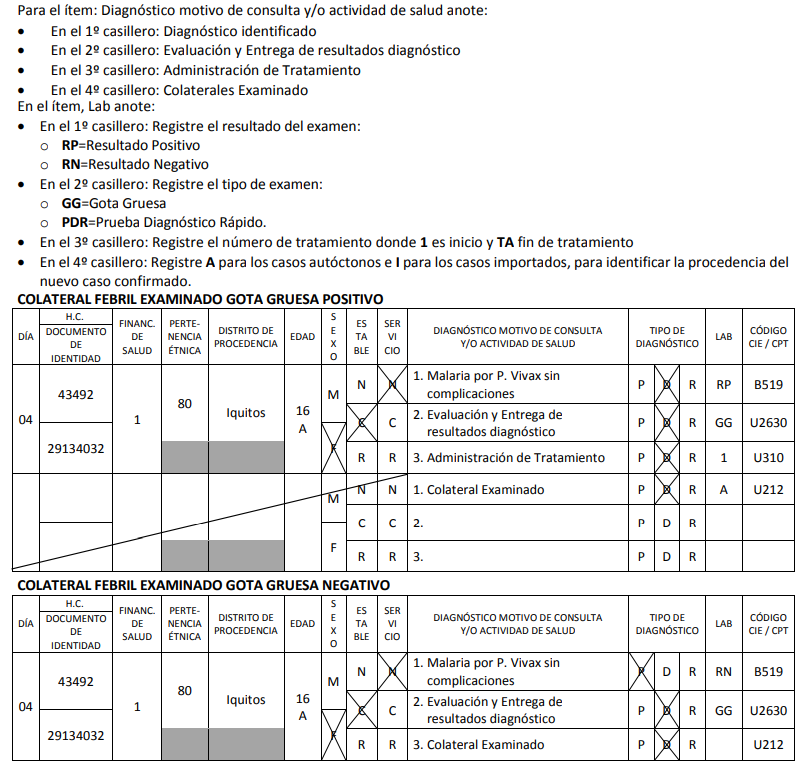 Para el ítem: Diagnóstico motivo de consulta y/o actividad de salud anote:
• En el 1º casillero: Diagnóstico identificado
• En el 2º casillero: Evaluación y Entrega de resultados diagnóstico
• En el 3º casillero: Administración de Tratamiento
• En el 4º casillero: Colaterales Examinado
En el ítem, Lab anote:
• En el 1º casillero: Registre el resultado del examen:
o RP=Resultado Positivo
o RN=Resultado Negativo
• En el 2º casillero: Registre el tipo de examen:
o GG=Gota Gruesa
o PDR=Prueba Diagnóstico Rápido.
• En el 3º casillero: Registre el número de tratamiento donde 1 es inicio y TA fin de tratamiento
• En el 4º casillero: Registre A para los casos autóctonos e I para los casos importados, para identificar la procedencia del
nuevo caso confirmado.
COLATERAL FEBRIL EXAMINADO GOTA GRUESA POSITIVO
DÍA H.C. DOCUMENTO DE IDENTIDAD FINANC. DE SALUD PERTE-NENCIA ÉTNICA DISTRITO DE PROCEDENCIA EDAD SEXO ES TA BLE SER VI CIO DIAGNÓSTICO MOTIVO DE CONSULTA Y/O ACTIVIDAD DE SALUD TIPO DE DIAGNÓSTICO LAB CÓDIGO CIE / CPT
04 43492 29134032 1 80 Iquitos 16 A M F
N N 1. Malaria por P. Vivax sin complicaciones P D R RP B519
C C 2. Evaluación y Entrega de resultados diagnóstico P D R GG U2630
R R 3. Administración de Tratamiento P D R 1 U310
M N N 1. Colateral Examinado P D R A U212
C C 2. P D R
F R R 3. P D R
COLATERAL FEBRIL EXAMINADO GOTA GRUESA NEGATIVO
DÍA H.C. DOCUMENTO DE IDENTIDAD FINANC. DE SALUD PERTE-NENCIA ÉTNICA DISTRITO DE PROCEDENCIA EDAD SEXO ES TA BLE SER VI CIO DIAGNÓSTICO MOTIVO DE CONSULTA Y/O ACTIVIDAD DE SALUD TIPO DE DIAGNÓSTICO LAB CÓDIGO CIE / CPT
04 43492 29134032 1 80 Iquitos 16 A M F
N N 1. Malaria por P. Vivax sin complicaciones P D R RN B519
C C 2. Evaluación y Entrega de resultados diagnóstico P D R GG U2630
R R 3. Colateral Examinado P D R U212